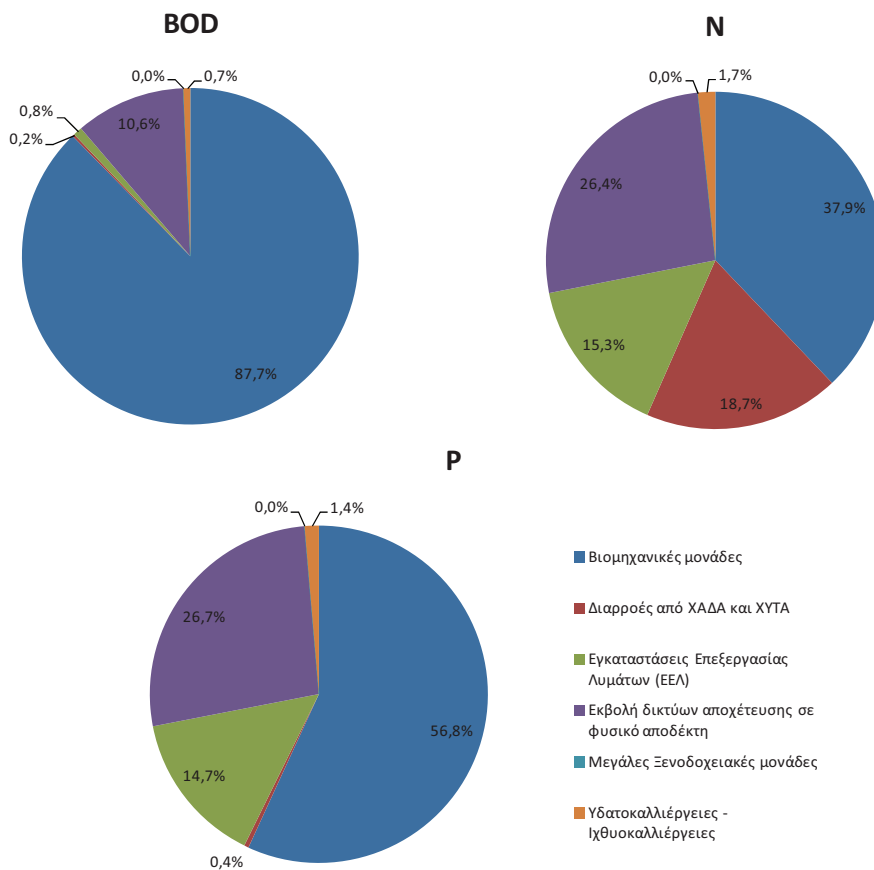 BOD
N
0,0%
0,7%
0,8%
0,2%
10,6%
87,7%
0,0%
1,7%
26,4%
37,9%
15,3%
18,7%
P
0,0%
1,4%
26,7%
56,8%
14,7%
0,4%
Βιομηχανικές μονάδες
Διαρροές από ΧΑΔΑ και ΧΥΤΑ
Εγκαταστάσεις Επεξεργασίας
Λυμάτων (ΕΕΛ)
Εκβολή δικτύων αποχέτευσης σε
φυσικό αποδέκτη
Μεγάλες Ξενοδοχειακές μονάδες
Υδατοκαλλιέργειες -
Ιχθυοκαλλιέργειες